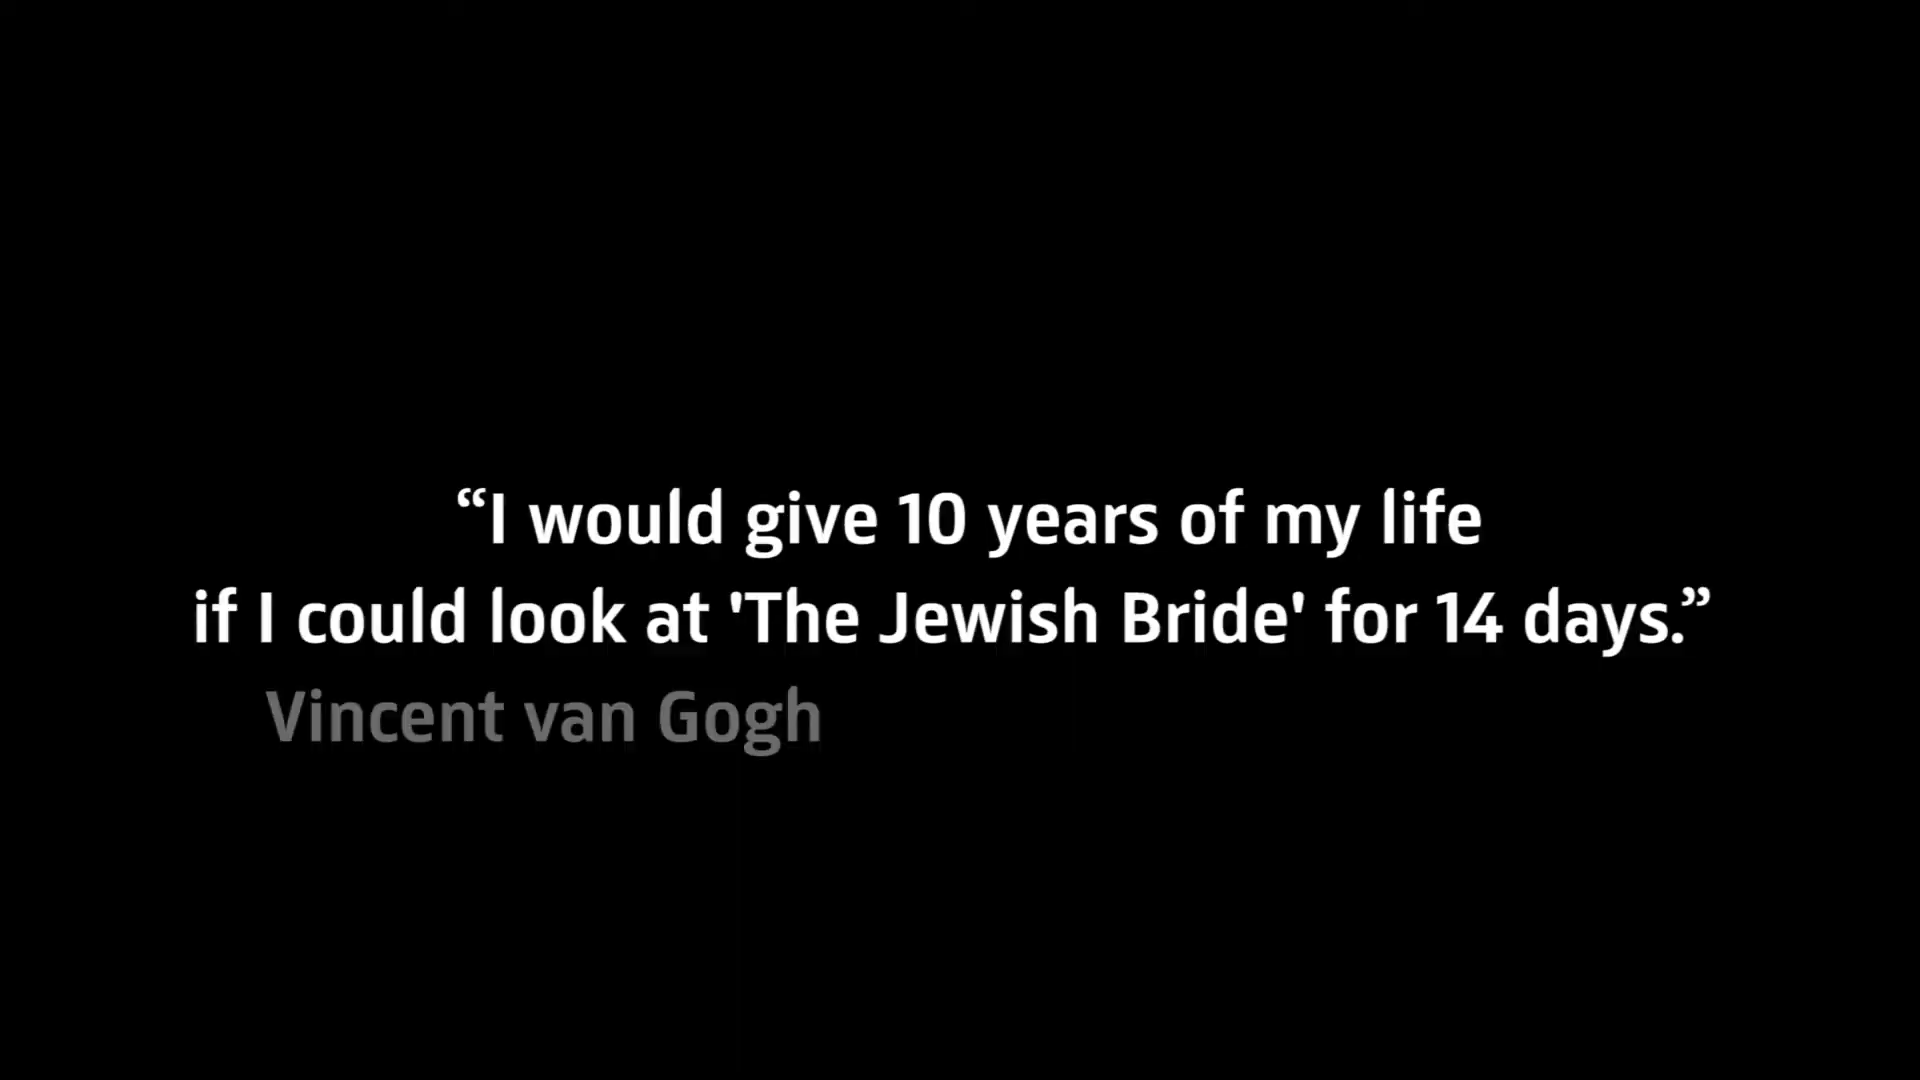 “I would give 10 years of my life
if I could look at 'The Jewish Bride' for 14 days.”
Vincent van Gogh